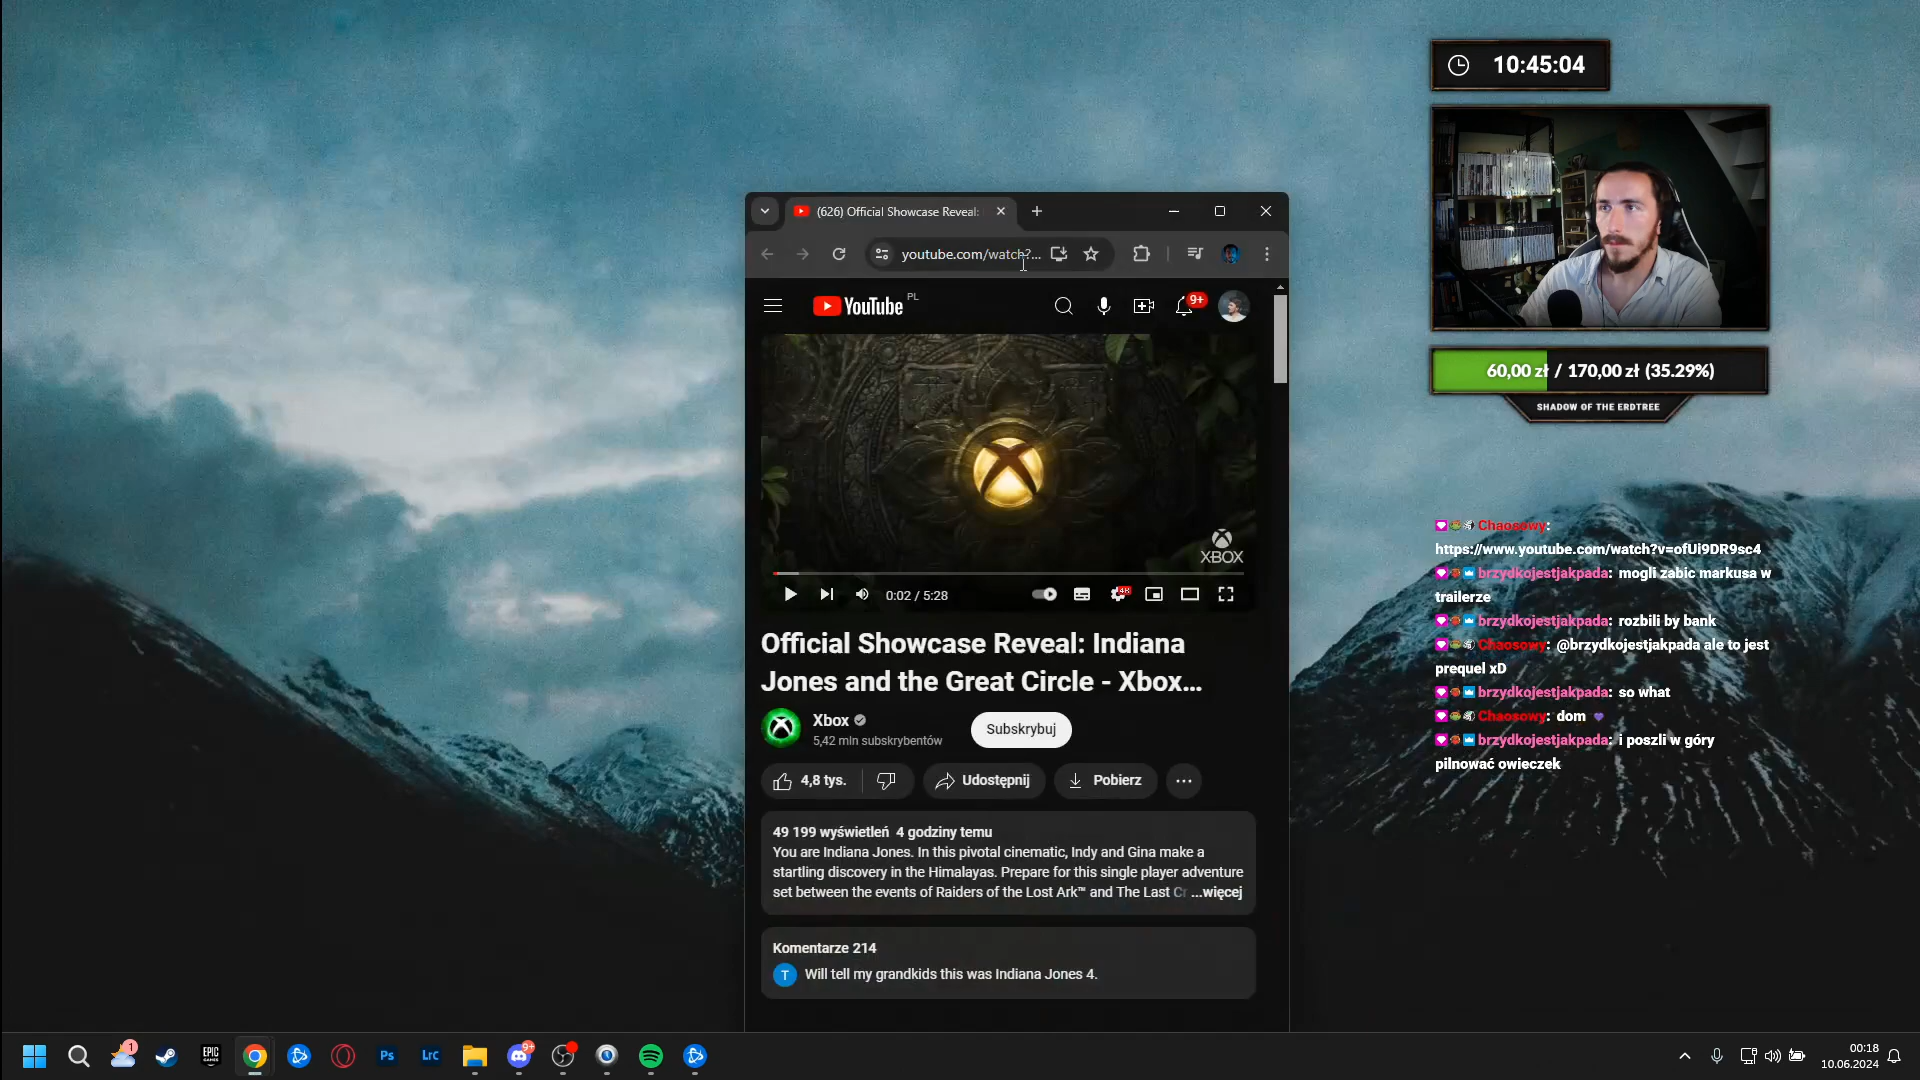 10:45:04
(626) Official Showcase Reveal:
youtube.com/watch?...
YouTube PL
9+
XBOX
4K
0:02 / 5:28
Official Showcase Reveal: Indiana
Jones and the Great Circle - Xbox...
Xbox
5,42 mln subskrybentów
Subskrybuj
4,8 tys.
Udostępnij
Pobierz
49 199 wyświetleń 4 godziny temu
You are Indiana Jones. In this pivotal cinematic, Indy and Gina make a
startling discovery in the Himalayas. Prepare for this single player adventure
set between the events of Raiders of the Lost Ark™ and The Last Cr ...więcej
Komentarze 214
T Will tell my grandkids this was Indiana Jones 4.
60,00 zł / 170,00 zł (35.29%)
SHADOW OF THE ERDTREE
Chaosowy:
https://www.youtube.com/watch?v=ofUi9DR9sc4
brzydkojestjakpada: mogli zabic markusa w
trailerze
brzydkojestjakpada: rozbili by bank
Chaosowy: @brzydkojestjakpada ale to jest
prequel xD
brzydkojestjakpada: so what
Chaosowy: dom
brzydkojestjakpada: i poszli w góry
pilnować owieczek
1
EPIC
GAMES
Ps
Lrc
9+
00:18
10.06.2024